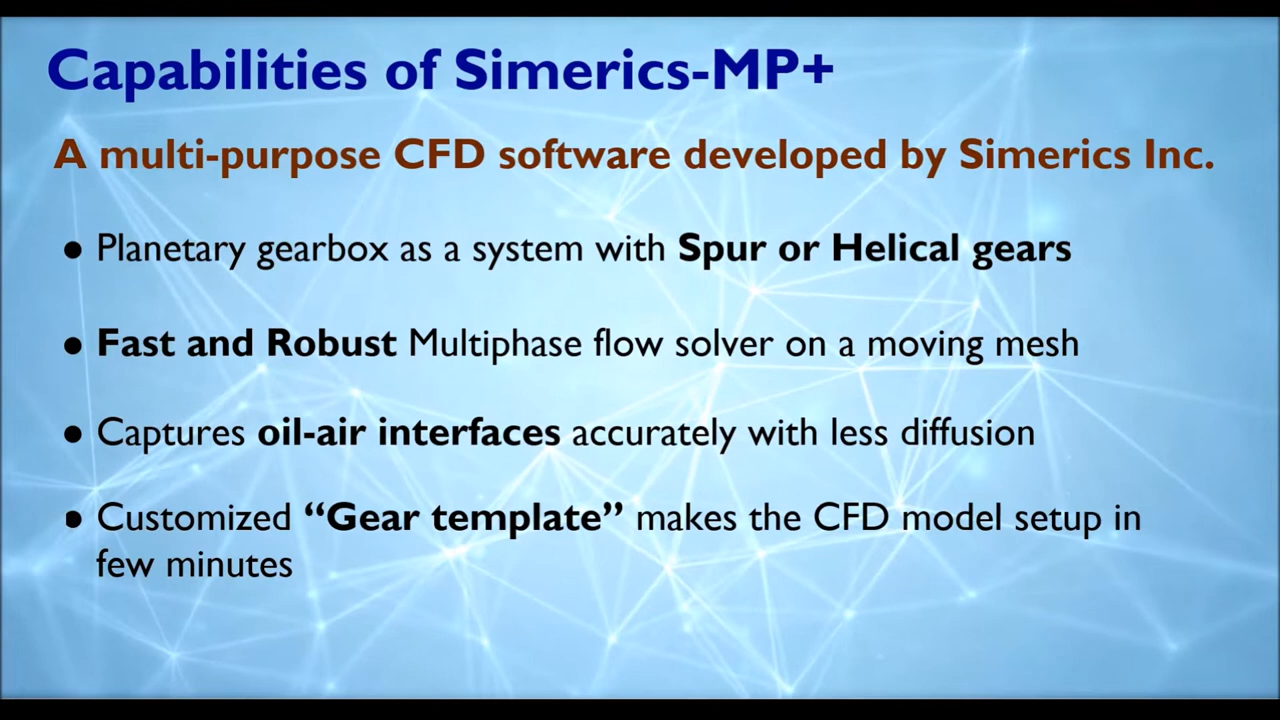 Capabilities of Simerics-MP+
A multi-purpose CFD software developed by Simerics Inc.
● Planetary gearbox as a system with Spur or Helical gears
● Fast and Robust Multiphase flow solver on a moving mesh
● Captures oil-air interfaces accurately with less diffusion
● Customized “Gear template” makes the CFD model setup in
few minutes